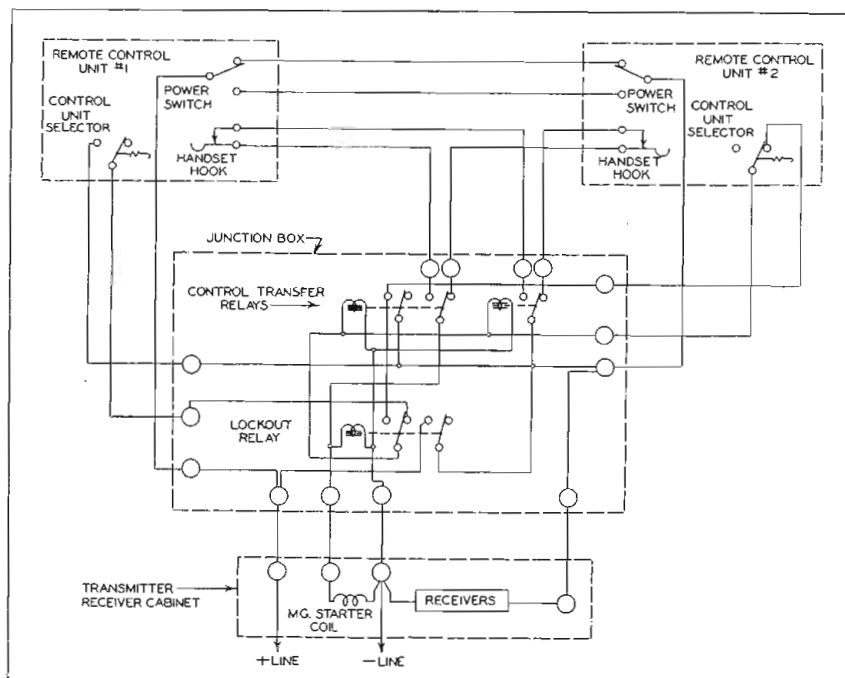 REMOTE CONTROL
UNIT #1
CONTROL
UNIT
SELECTOR
POWER
SWITCH
HANDSET
HOOK
REMOTE CONTROL
UNIT #2
POWER
SWITCH
CONTROL
UNIT
SELECTOR
HANDSET
HOOK
JUNCTION BOX
CONTROL TRANSFER
RELAYS
LOCKOUT
RELAY
TRANSMITTER
RECEIVER CABINET
M.G. STARTER
COIL
RECEIVERS
+LINE
-LINE